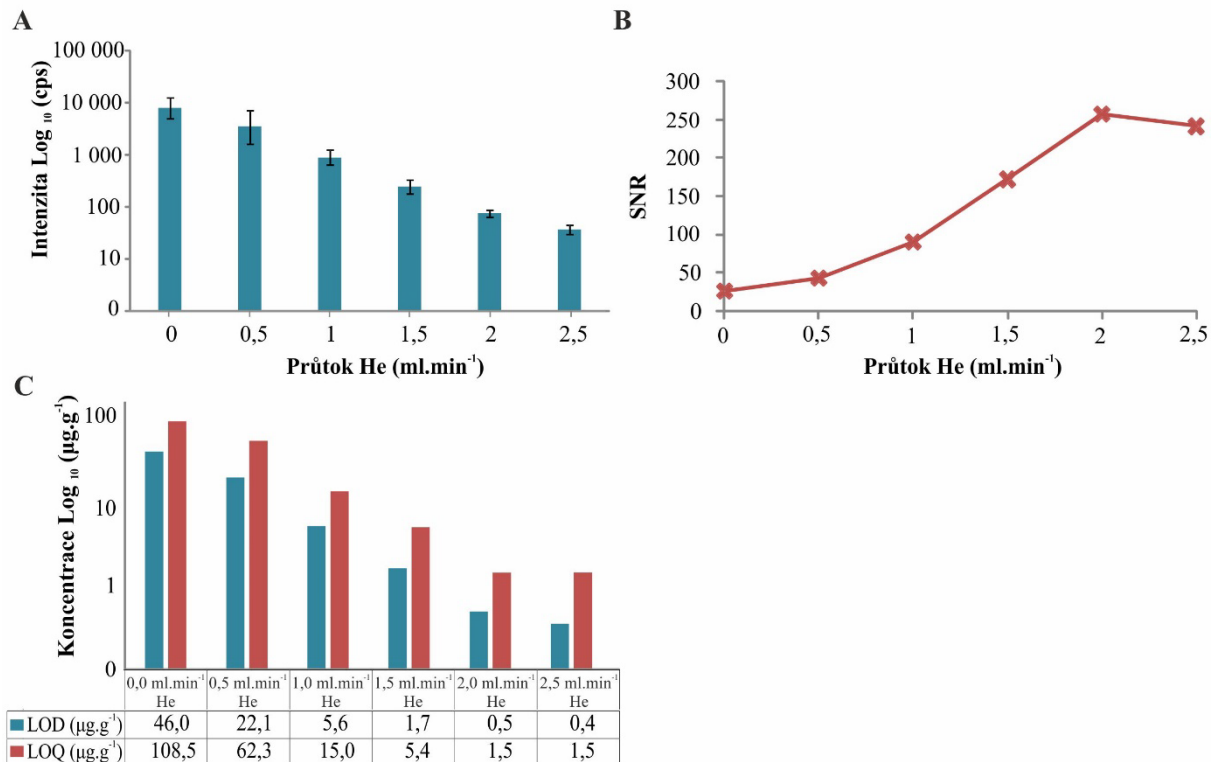 A
Intenzita Log 10 (cps)
100 000
10 000
1 000
100
10
0
0
0,5
1
1,5
2
2,5
Průtok He (ml.min⁻¹)
B
SNR
300
250
200
150
100
50
0
0
0,5
1
1,5
2
2,5
Průtok He (ml.min⁻¹)
C
Koncentrace Log 10 (µg.g⁻¹)
100
10
1
0
0,0 ml.min⁻¹ 0,5 ml.min⁻¹ 1,0 ml.min⁻¹ 1,5 ml.min⁻¹ 2,0 ml.min⁻¹ 2,5 ml.min⁻¹
He He He He He He
LOD (µg.g⁻¹) 46,0 22,1 5,6 1,7 0,5 0,4
LOQ (µg.g⁻¹) 108,5 62,3 15,0 5,4 1,5 1,5